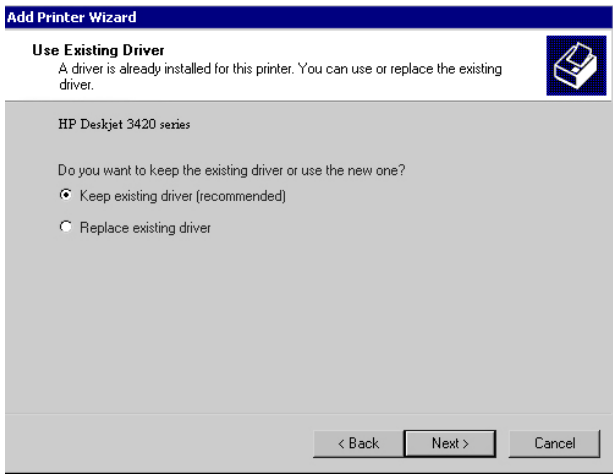 Add Printer Wizard
Use Existing Driver
A driver is already installed for this printer. You can use or replace the existing
driver.
HP Deskjet 3420 series
Do you want to keep the existing driver or use the new one?
Keep existing driver (recommended)
Replace existing driver
< Back Next > Cancel